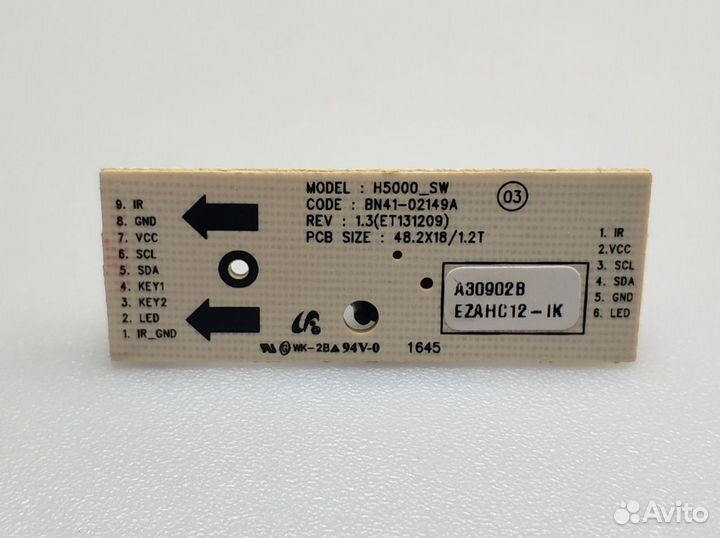 MODEL : H5000_SW
CODE : BN41-02149A
REV : 1.3(ET131209)
PCB SIZE : 48.2X18/1.2T
03
9. IR
8. GND
7. VCC
6. SCL
5. SDA
4. KEY1
3. KEY2
2. LED
1. IR_GND
1. IR
2.VCC
3. SCL
4. SDA
5. GND
6. LED
A30902B
EZAHC12-IK
WK-2B 94V-0
1645
Avito